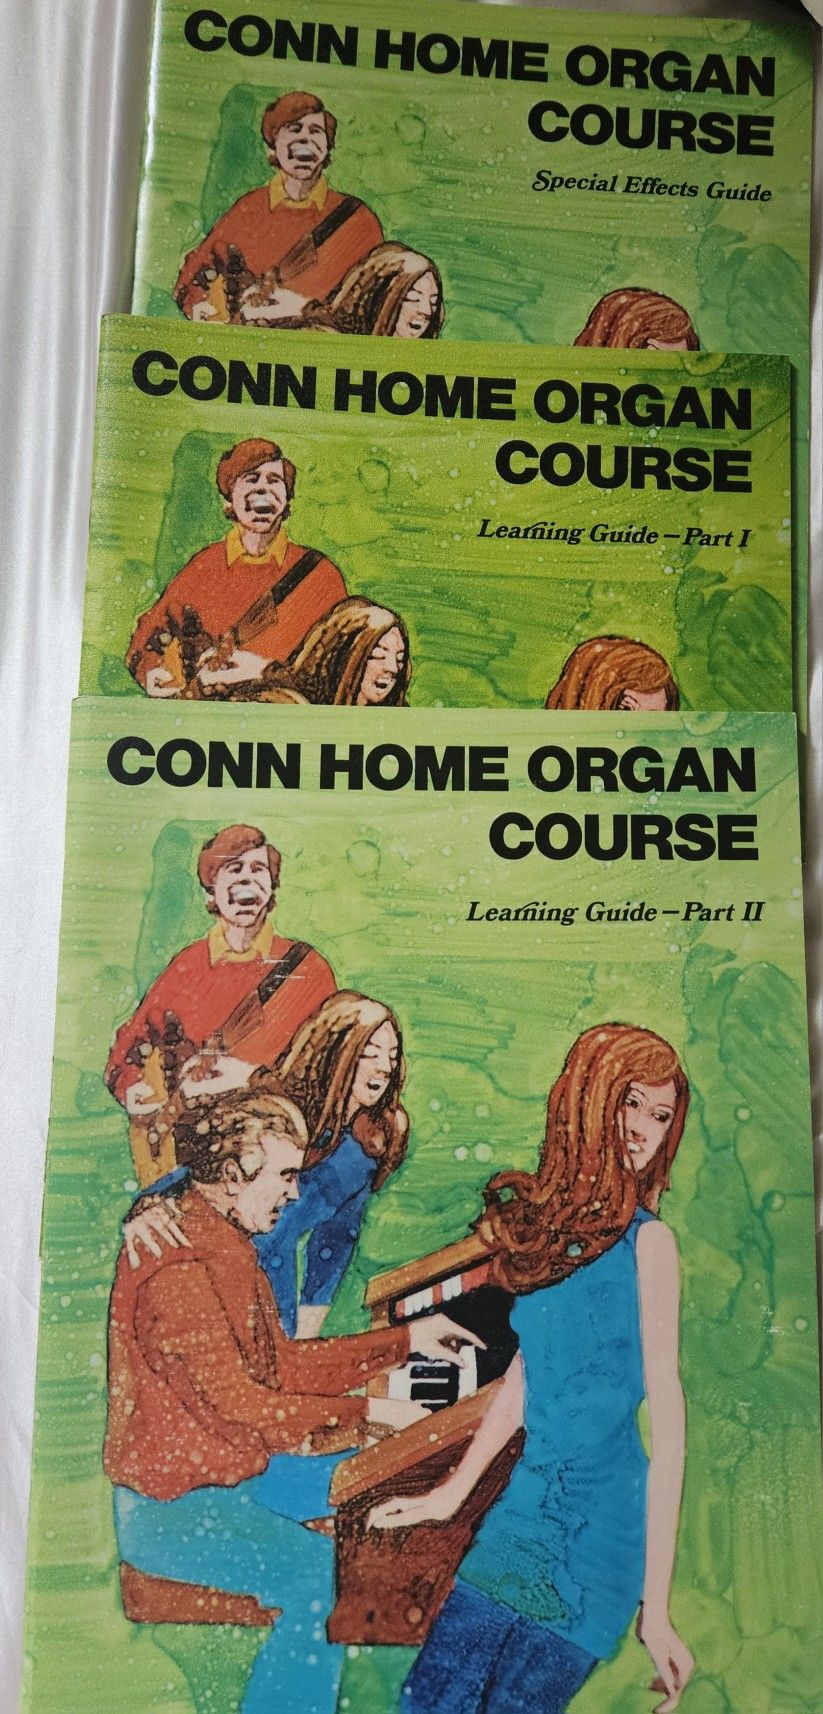 CONN HOME ORGAN
COURSE
Special Effects Guide
CONN HOME ORGAN
COURSE
Learning Guide – Part I
CONN HOME ORGAN
COURSE
Learning Guide – Part II